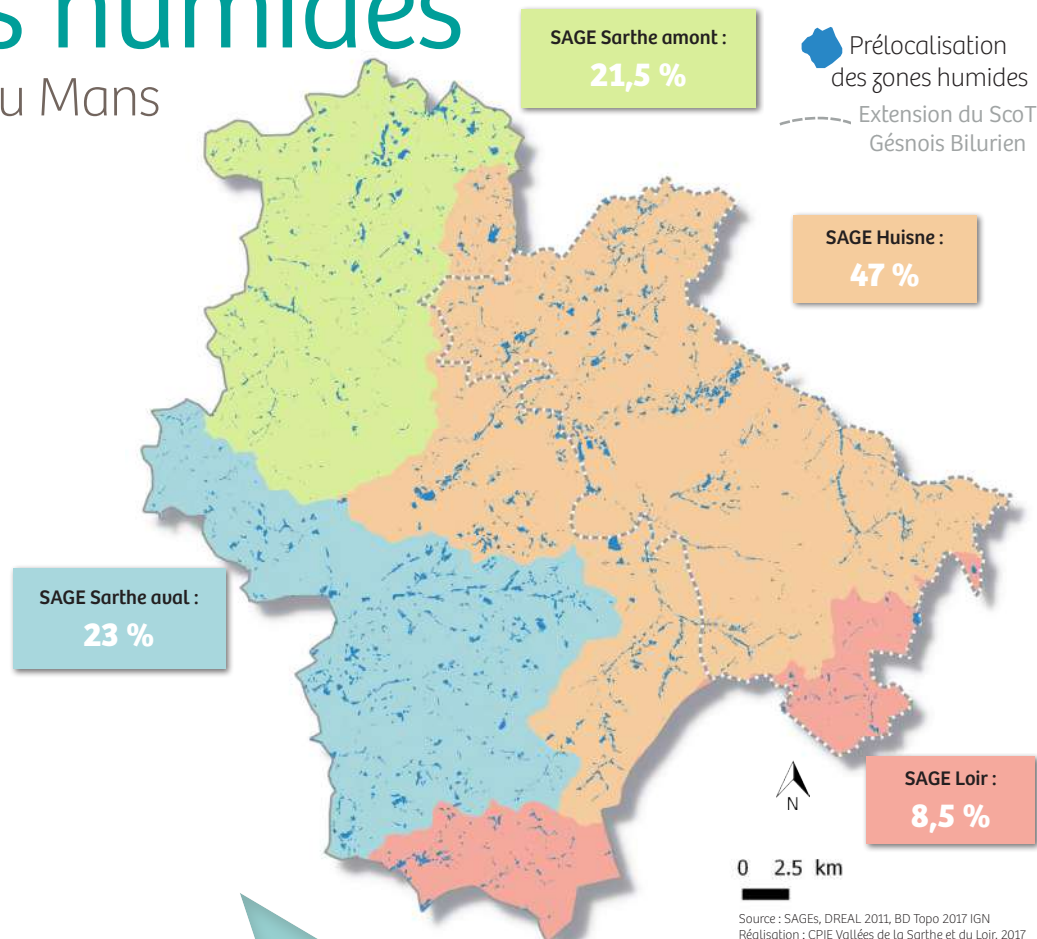 s humides
u Mans
SAGE Sarthe amont :
21,5 %
Prélocalisation
des zones humides
Extension du ScoT
Gésnois Bilurien
SAGE Huisne :
47 %
SAGE Sarthe aval :
23 %
SAGE Loir :
8,5 %
N
0 2.5 km
Source : SAGEs, DREAL 2011, BD Topo 2017 IGN
Réalisation : CPIE Vallées de la Sarthe et du Loir, 2017